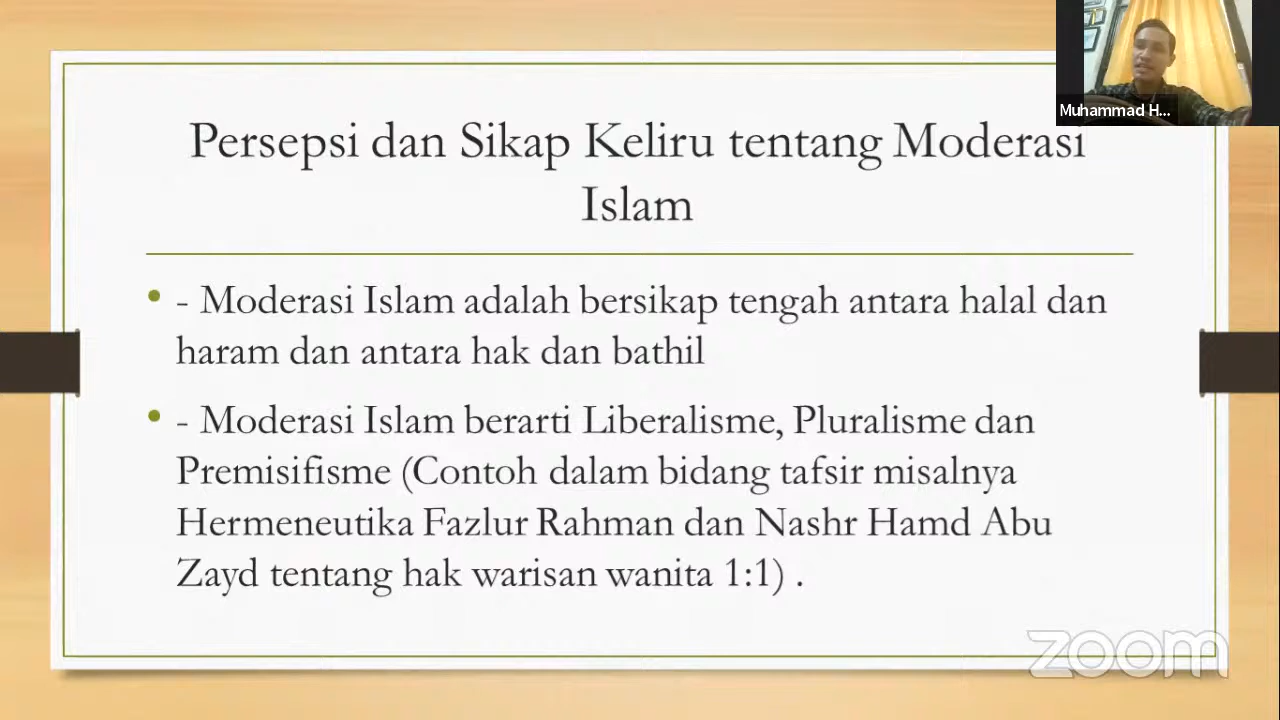 Muhammad H...
Persepsi dan Sikap Keliru tentang Moderasi
Islam
• - Moderasi Islam adalah bersikap tengah antara halal dan
haram dan antara hak dan bathil
• - Moderasi Islam berarti Liberalisme, Pluralisme dan
Premisifisme (Contoh dalam bidang tafsir misalnya
Hermeneutika Fazlur Rahman dan Nashr Hamd Abu
Zayd tentang hak warisan wanita 1:1) .
zoom